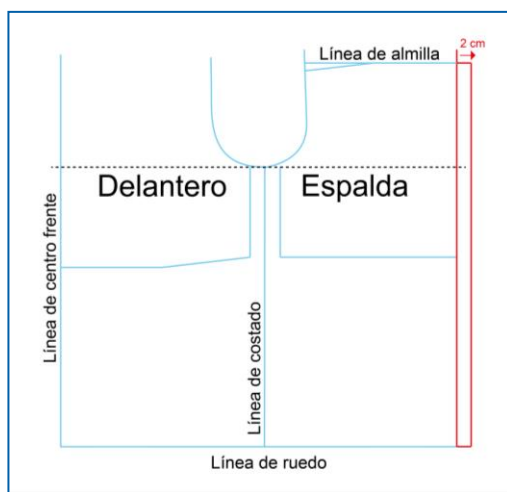 2 cm
Línea de almilla
Delantero
Espalda
Línea de centro frente
Línea de costado
Línea de ruedo